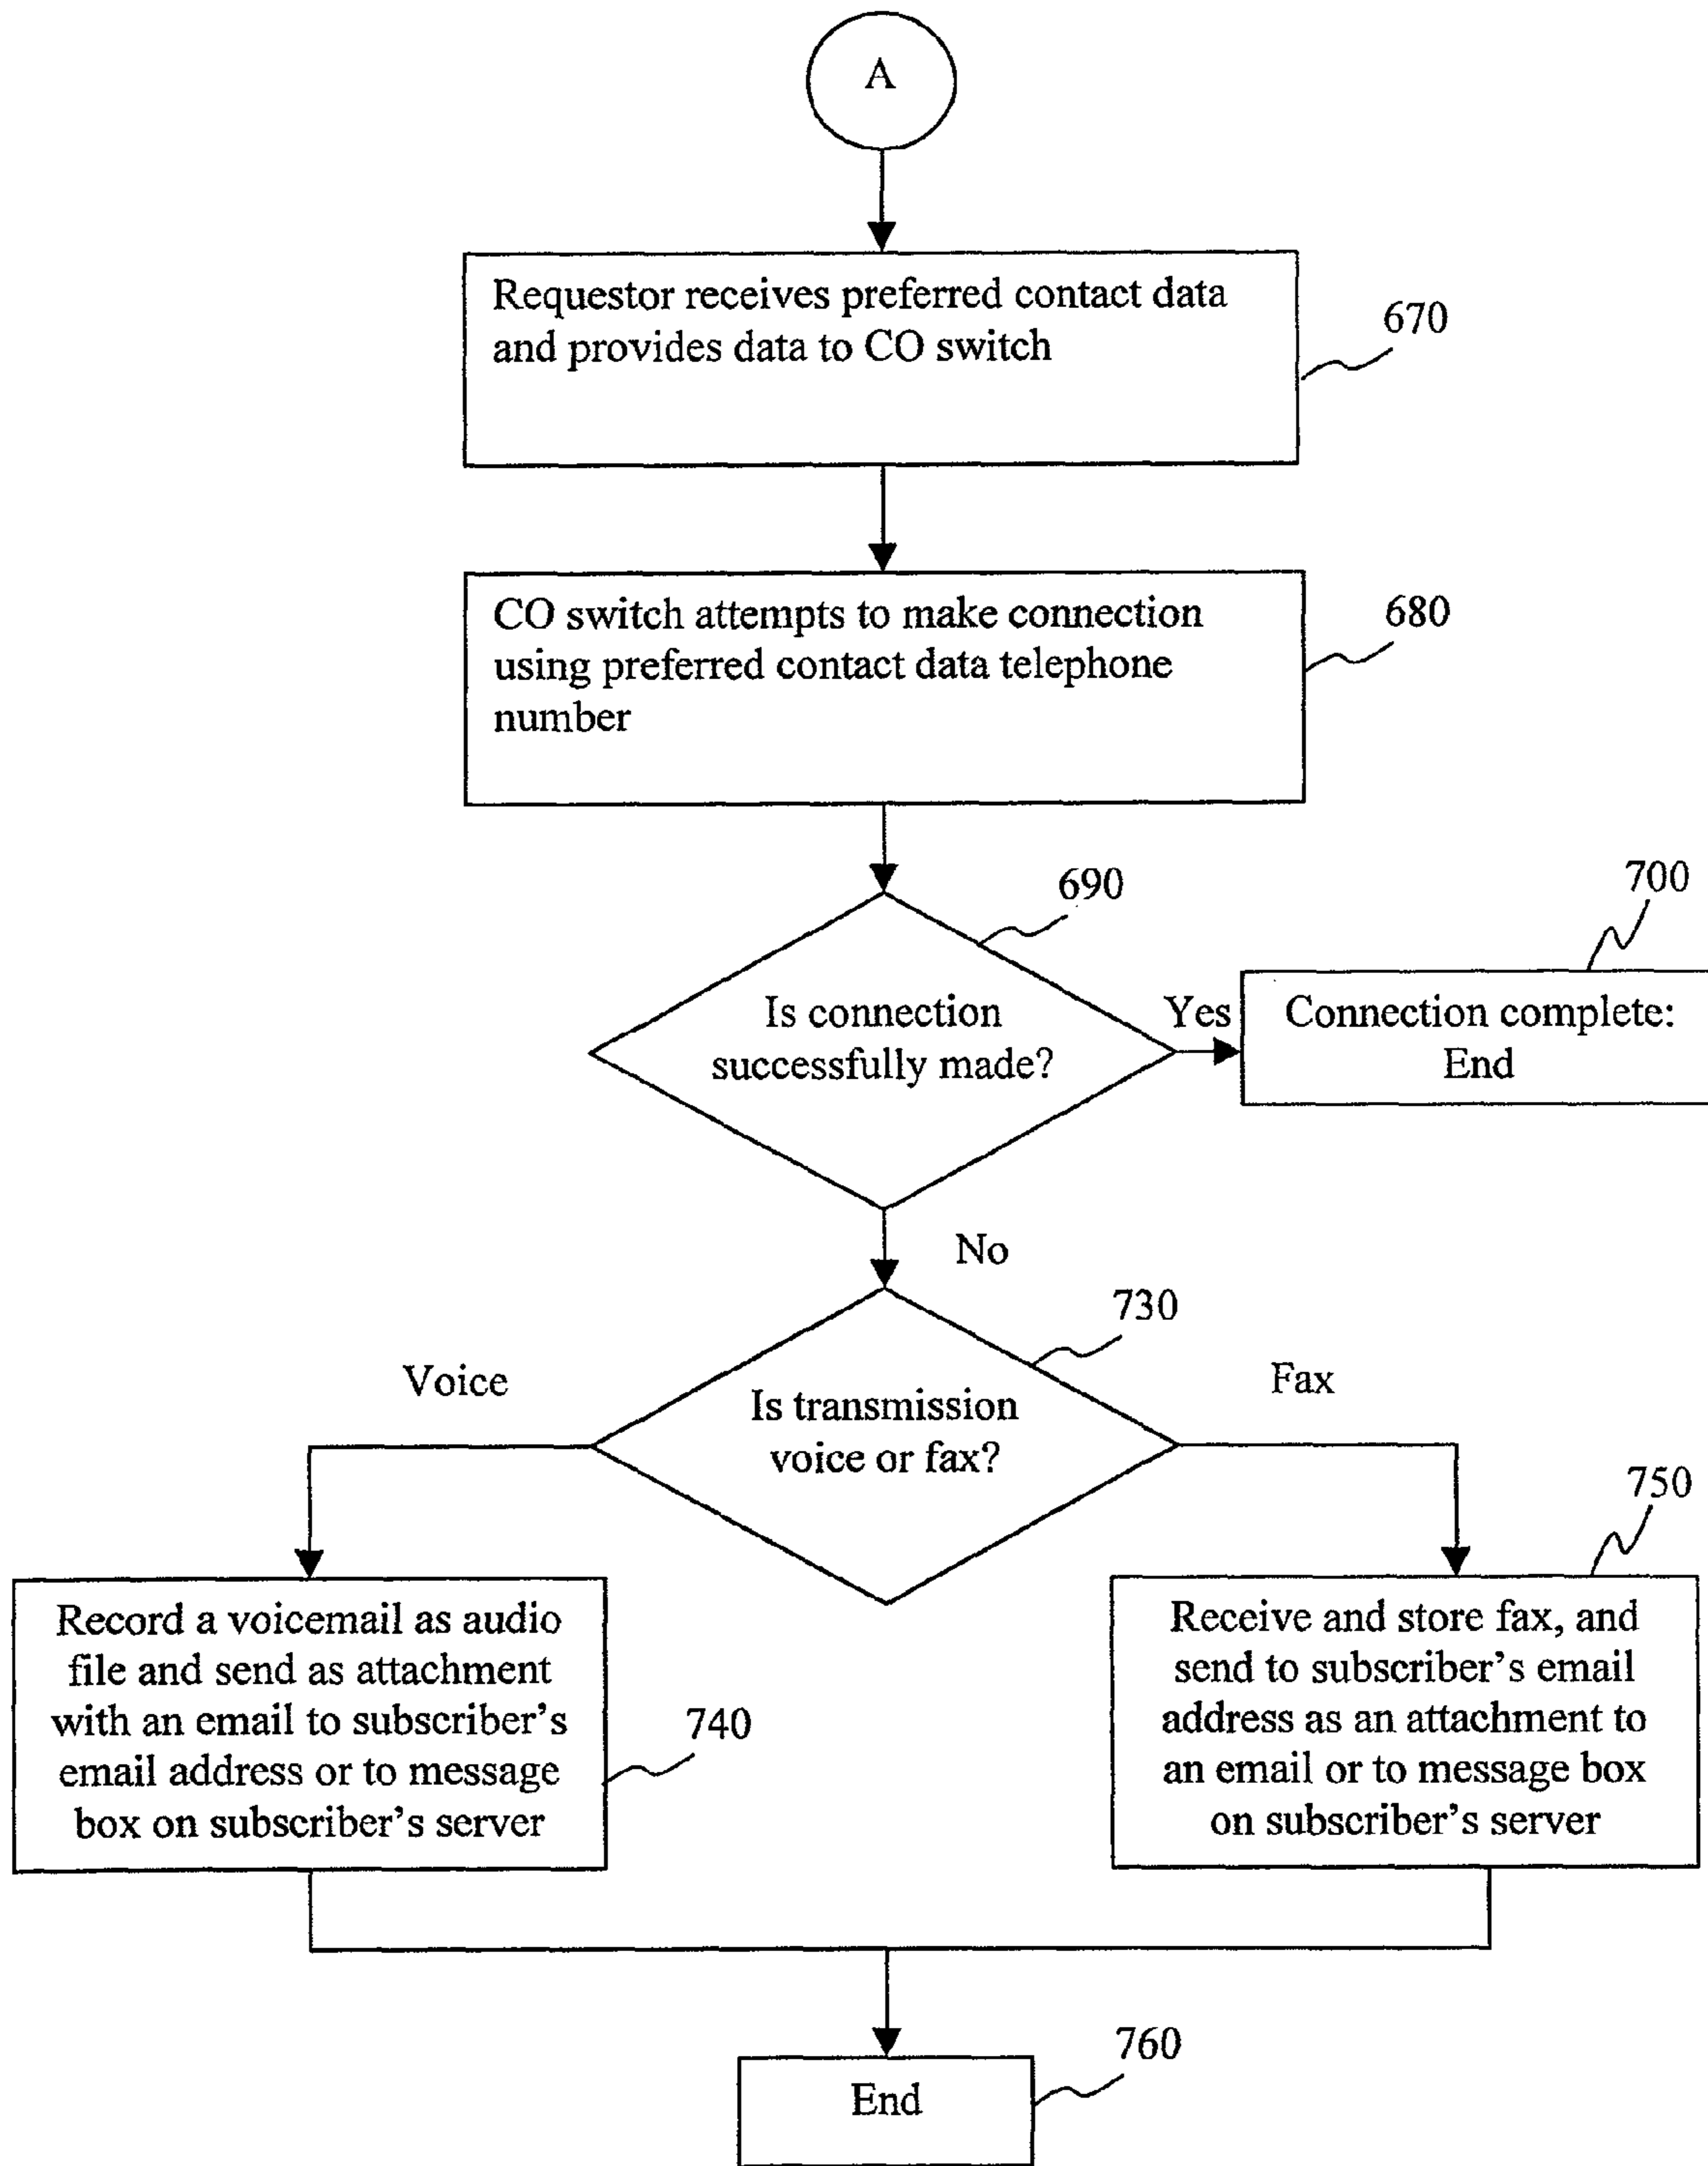 A
Requestor receives preferred contact data
and provides data to CO switch
670
CO switch attempts to make connection
using preferred contact data telephone
number
680
690
Is connection
successfully made?
Yes
700
Connection complete:
End
No
730
Is transmission
voice or fax?
Voice
Fax
Record a voicemail as audio
file and send as attachment
with an email to subscriber's
email address or to message
box on subscriber's server
740
750
Receive and store fax, and
send to subscriber's email
address as an attachment to
an email or to message box
on subscriber's server
End
760